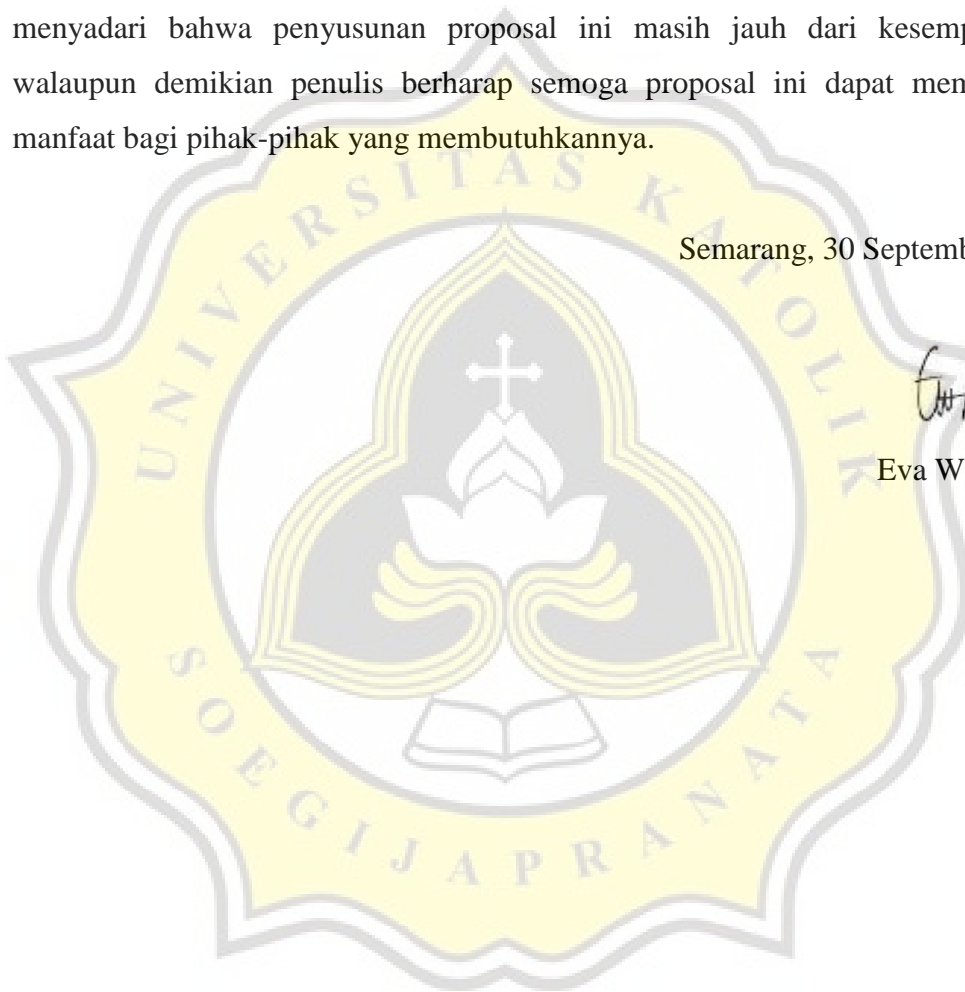 menyadari bahwa penyusunan proposal ini masih jauh dari kesemp
walaupun demikian penulis berharap semoga proposal ini dapat mem
manfaat bagi pihak-pihak yang membutuhkannya.
Semarang, 30 Septemb
Eva W
UNIVERSITAS KATOLIK
SOEGIJAPRANATA